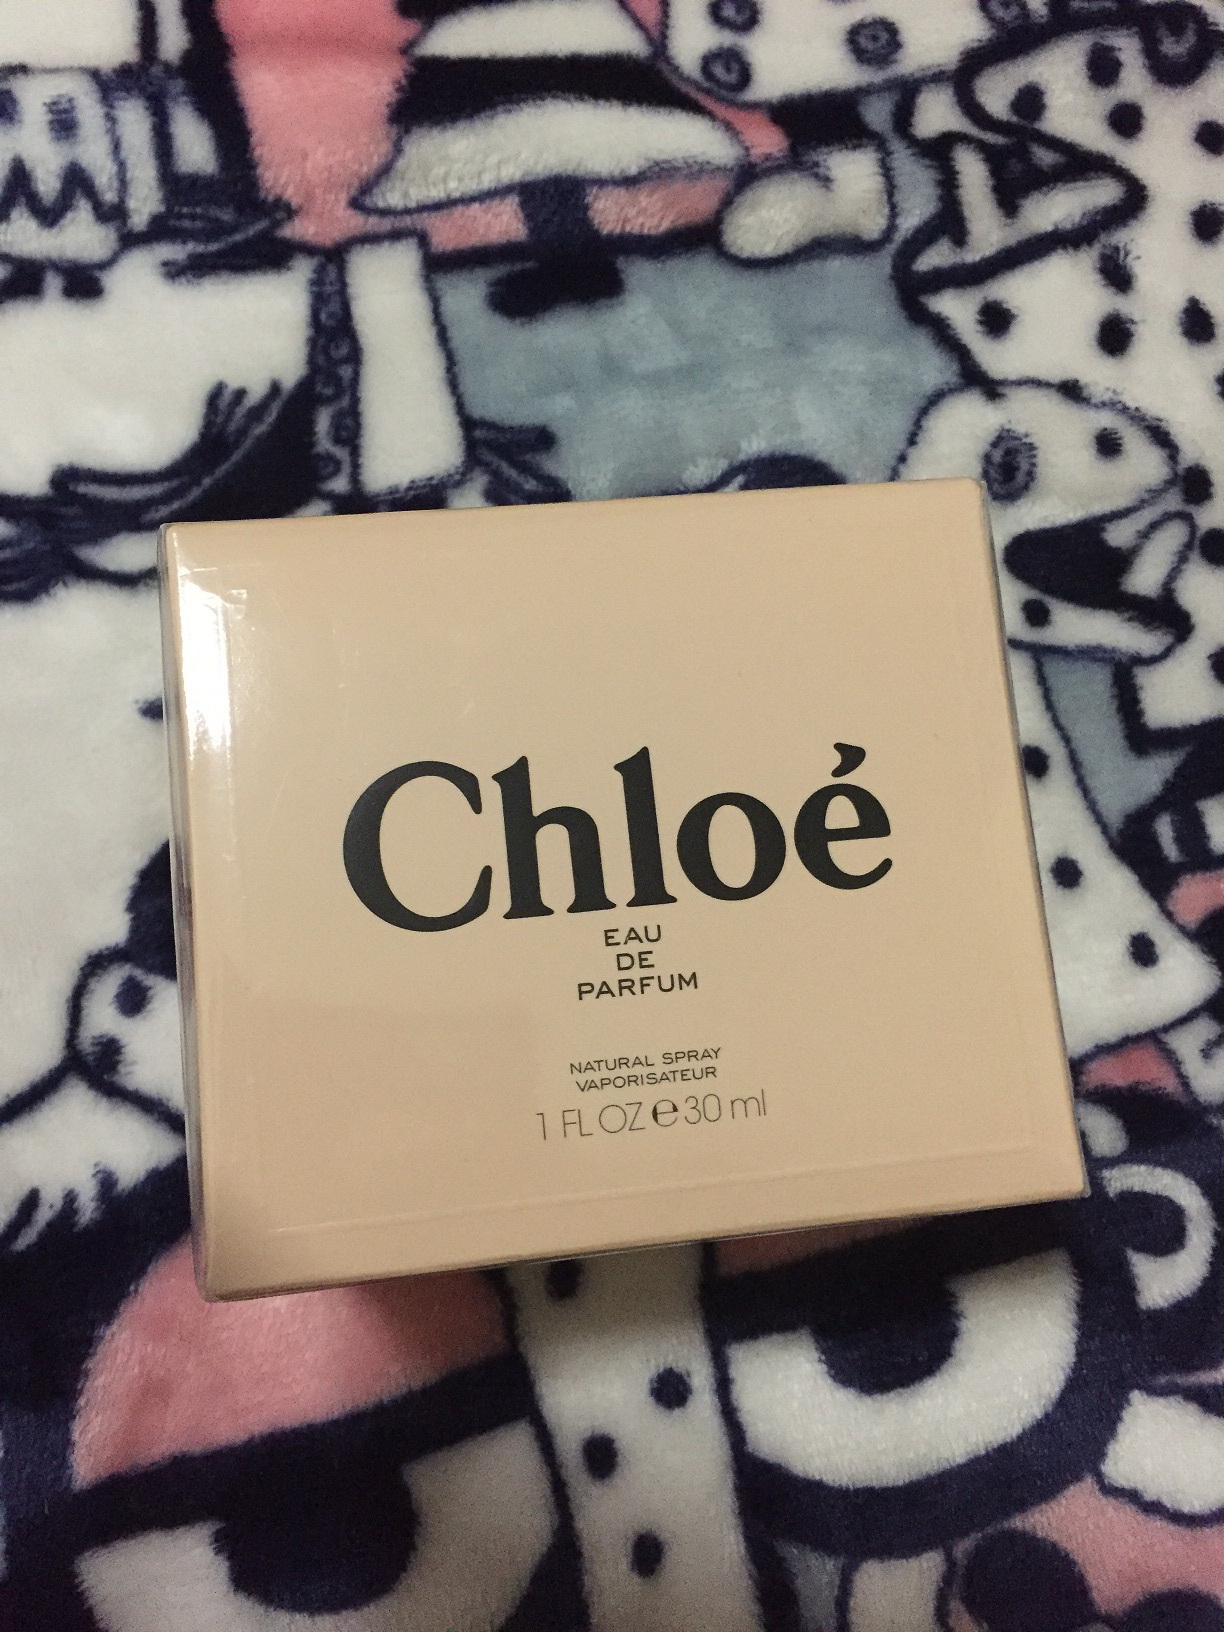 Chloé
EAU
DE
PARFUM
NATURAL SPRAY
VAPORISATEUR
1 FL OZ e 30 ml